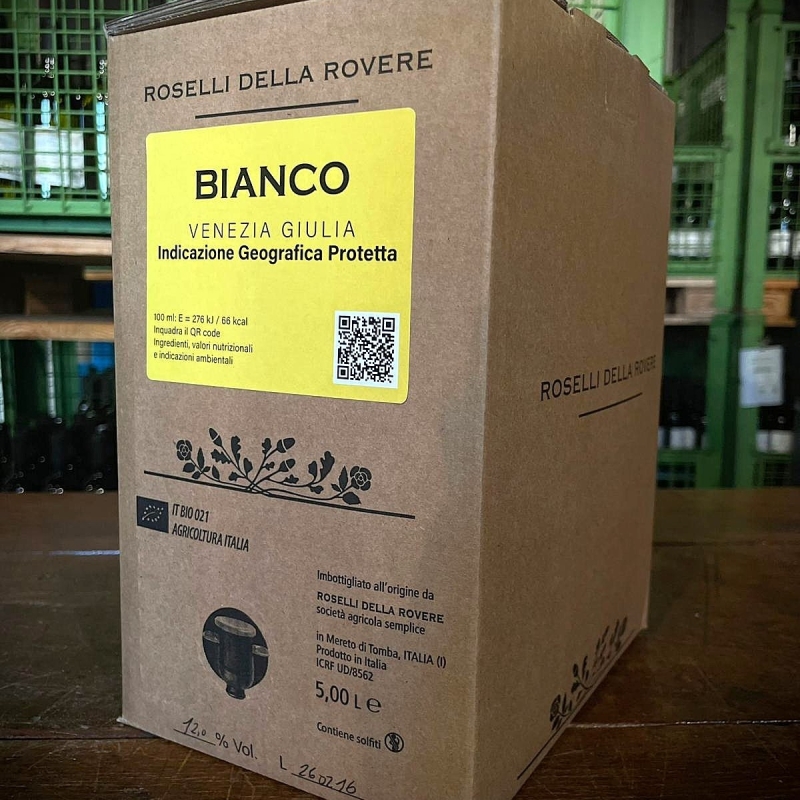 ROSELLI DELLA ROVERE
BIANCO
VENEZIA GIULIA
Indicazione Geografica Protetta
100 ml: E = 276 kJ / 66 kcal
Inquadra il QR code
Ingredienti, valori nutrizionali
e indicazioni ambientali
IT BIO 021
AGRICOLTURA ITALIA
Imbottigliato all'origine da
ROSELLI DELLA ROVERE
società agricola semplice
in Mereto di Tomba, ITALIA (I)
Prodotto in Italia
ICRF UD/8562
5,00 L e
Contiene solfiti
12,0 % Vol. L 260216
ROSELLI DELLA ROVERE